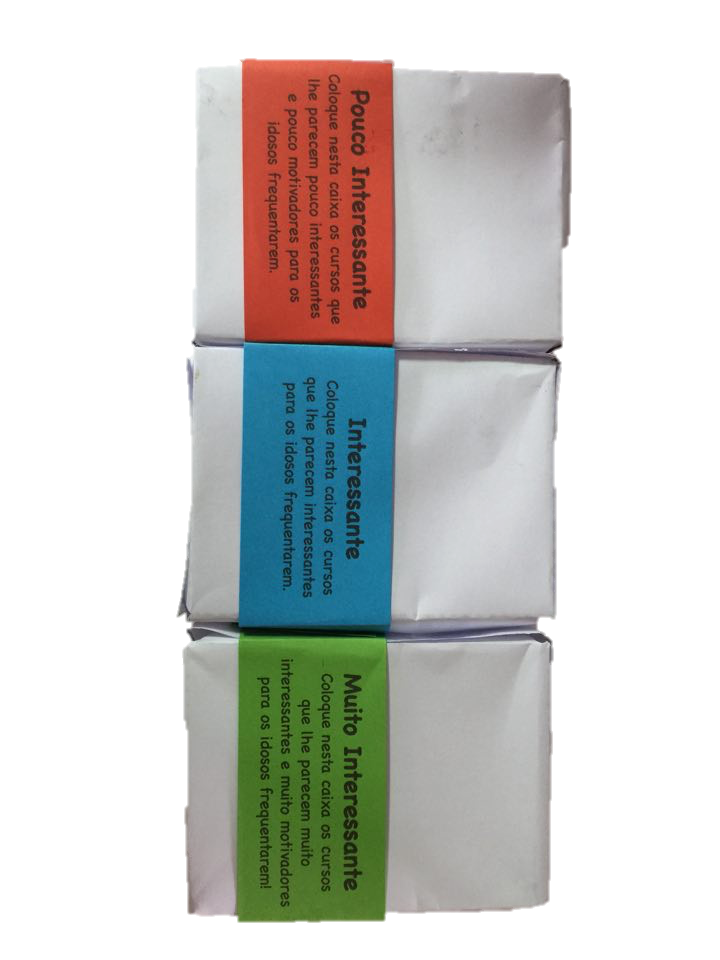 Pouco Interessante
Coloque nesta caixa os cursos que
lhe parecem pouco interessantes
e pouco motivadores para os
idosos frequentarem.
Interessante
Coloque nesta caixa os cursos
que lhe parecem interessantes
para os idosos frequentarem.
Muito Interessante
Coloque nesta caixa os cursos
que lhe parecem muito
interessantes e muito motivadores
para os idosos frequentarem!